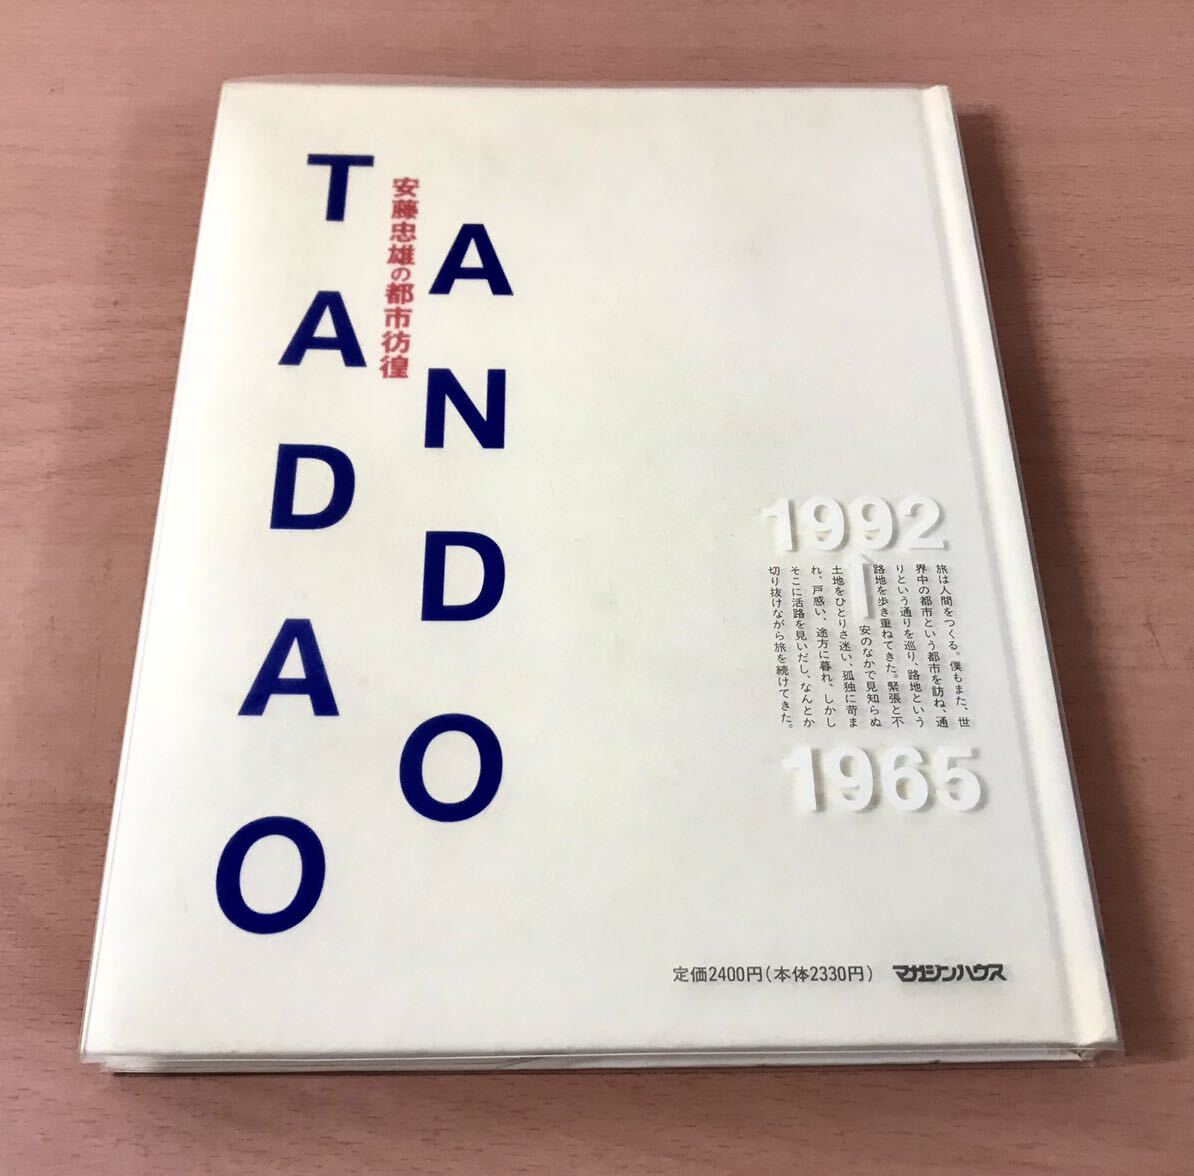 TADAO
安藤忠雄の都市彷徨
ANDO
1992
旅は人間をつくる。僕もまた、世
界中の都市という都市を訪ね、通
りという通りを巡り、路地という
路地を歩き重ねてきた。緊張と不
安のなかで見知らぬ
土地をひとりさ迷い、孤独に苛ま
れ、戸惑い、途方に暮れ、しかし
そこに活路を見いだし、なんとか
切り抜けながら旅を続けてきた。
1965
定価2400円(本体2330円) マガジンハウス